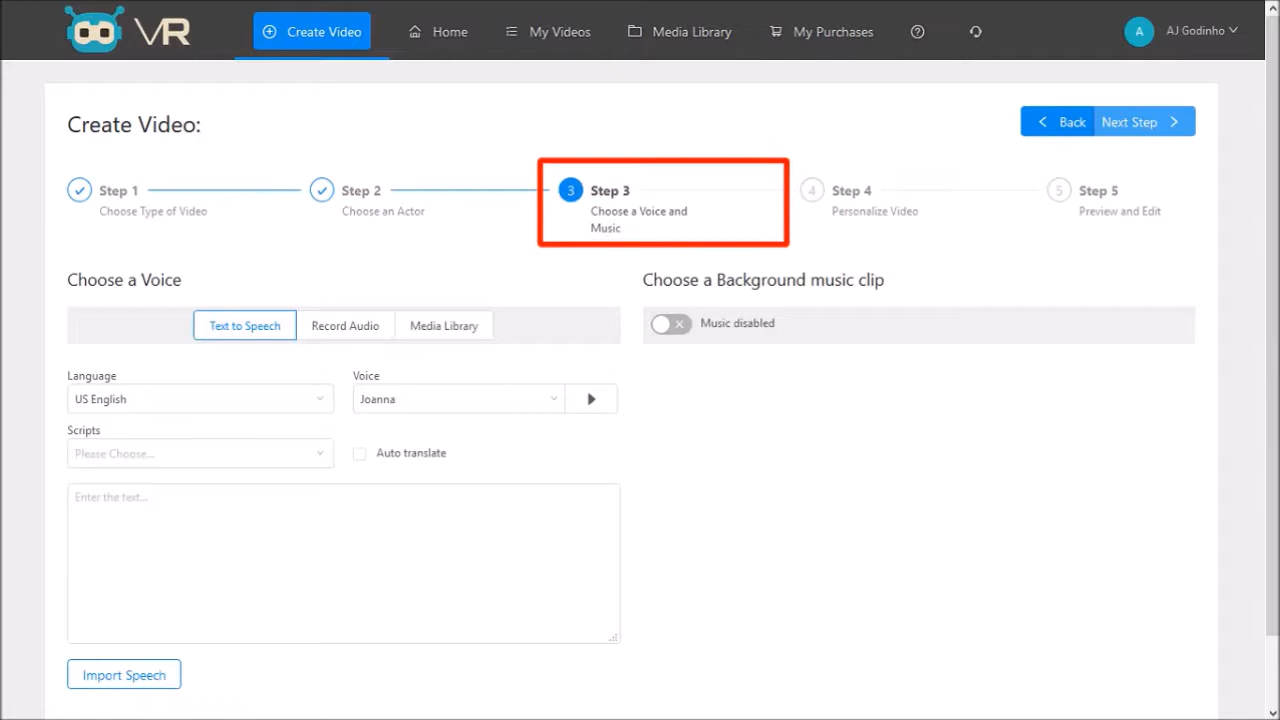 VR
Create Video
Home
My Videos
Media Library
My Purchases
A
AJ Godinho
Create Video:
Back
Next Step
Step 1
Choose Type of Video
Step 2
Choose an Actor
3
Step 3
Choose a Voice and
Music
4
Step 4
Personalize Video
5
Step 5
Preview and Edit
Choose a Voice
Choose a Background music clip
Text to Speech
Record Audio
Media Library
Music disabled
Language
Voice
US English
Joanna
Scripts
Please Choose...
Auto translate
Enter the text...
Import Speech